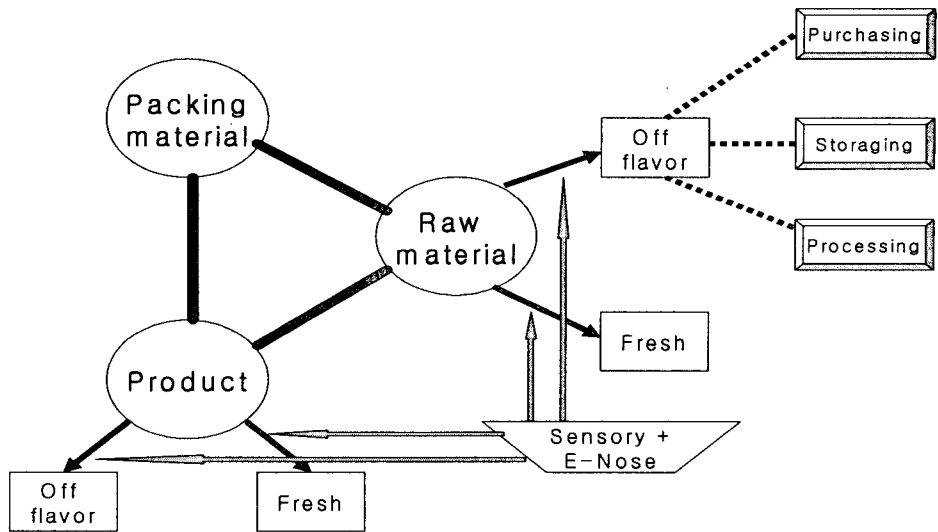 Purchasing
Packing
material
Off
flavor
Storaging
Raw
material
Processing
Fresh
Product
Sensory +
E-Nose
Off
flavor
Fresh